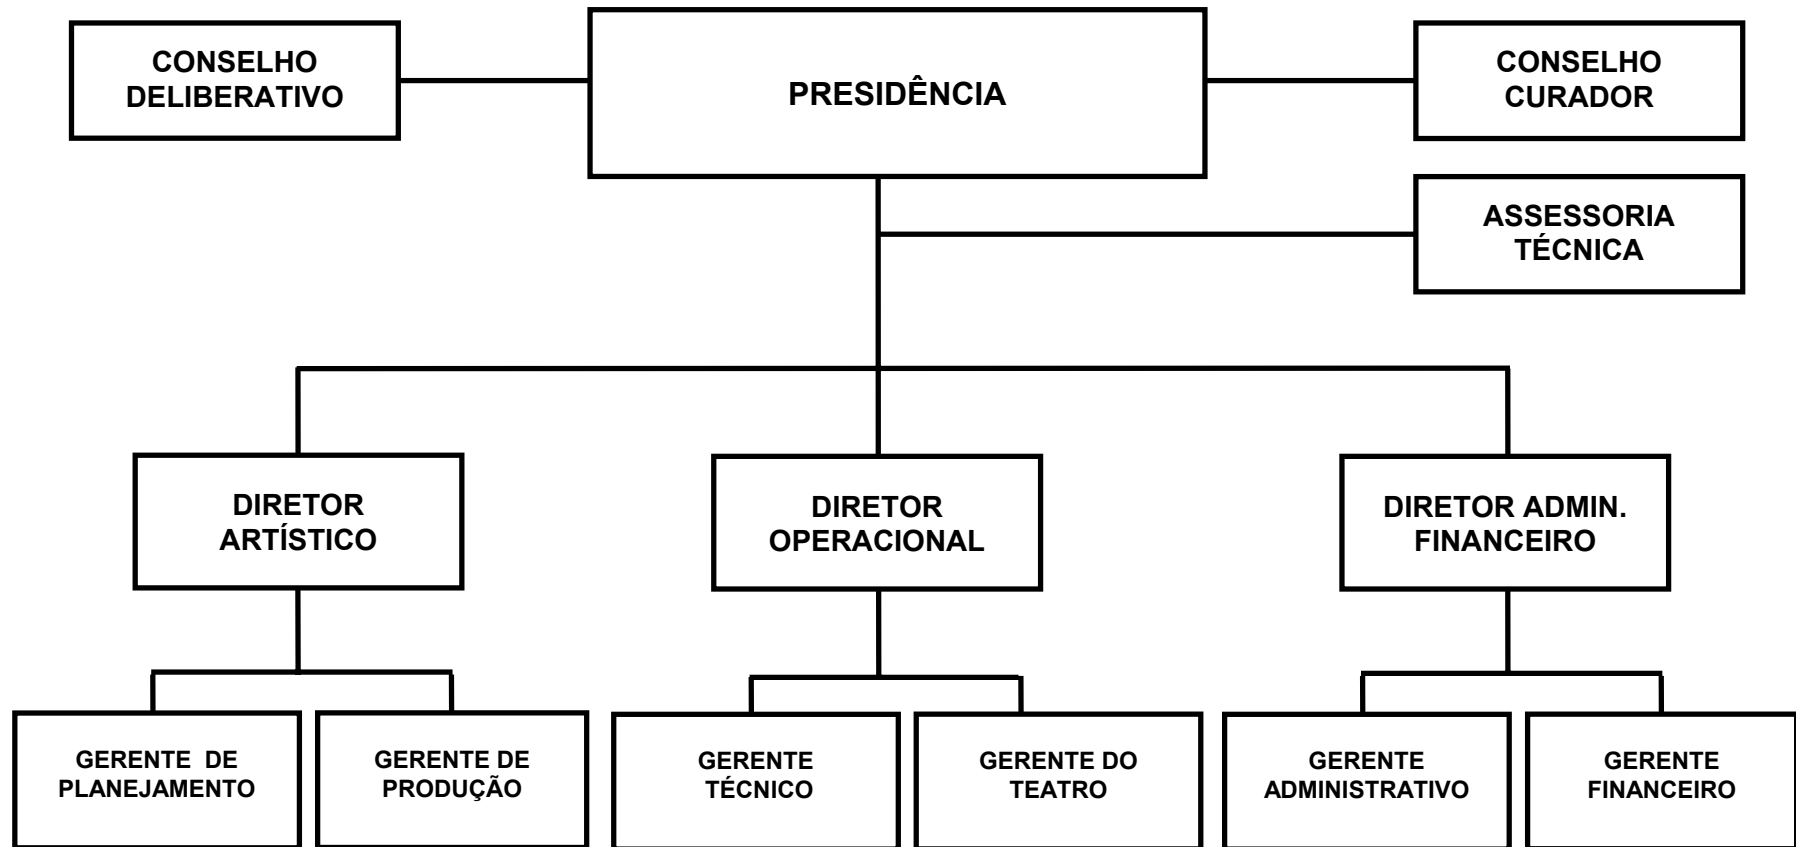 CONSELHO
DELIBERATIVO
PRESIDÊNCIA
CONSELHO
CURADOR
ASSESSORIA
TÉCNICA
DIRETOR
ARTÍSTICO
DIRETOR
OPERACIONAL
DIRETOR ADMIN.
FINANCEIRO
GERENTE DE
PLANEJAMENTO
GERENTE DE
PRODUÇÃO
GERENTE
TÉCNICO
GERENTE DO
TEATRO
GERENTE
ADMINISTRATIVO
GERENTE
FINANCEIRO